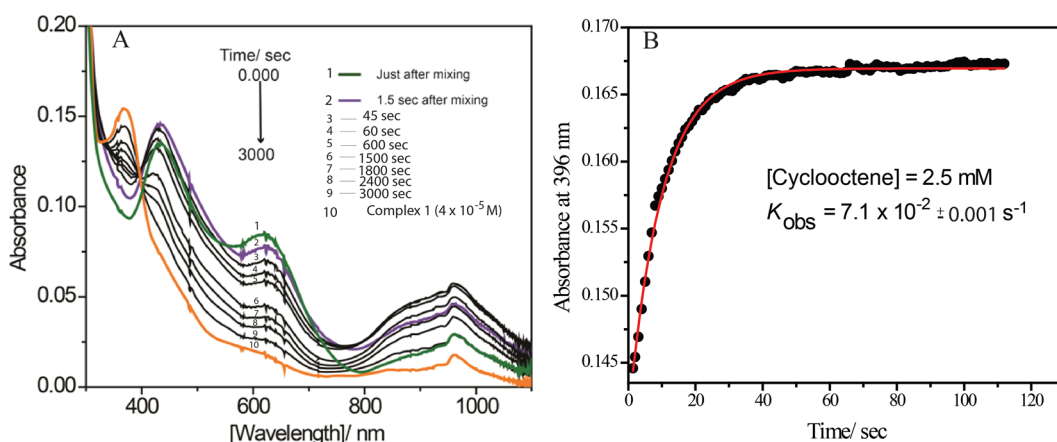 A
0.20
0.15
0.10
0.05
0.00
Absorbance
400
600
800
1000
[Wavelength]/ nm
Time/ sec
0.000
3000
1 Just after mixing
2 1.5 sec after mixing
3 45 sec
4 60 sec
5 600 sec
6 1500 sec
7 1800 sec
8 2400 sec
9 3000 sec
10 Complex 1 (4 x 10⁻⁵ M)
1
2
3
4
5
6
7
8
9
10
B
0.170
0.165
0.160
0.155
0.150
0.145
Absorbance at 396 nm
0
20
40
60
80
100
120
Time/ sec
[Cyclooctene] = 2.5 mM
Kobs = 7.1 x 10⁻² ± 0.001 s⁻¹